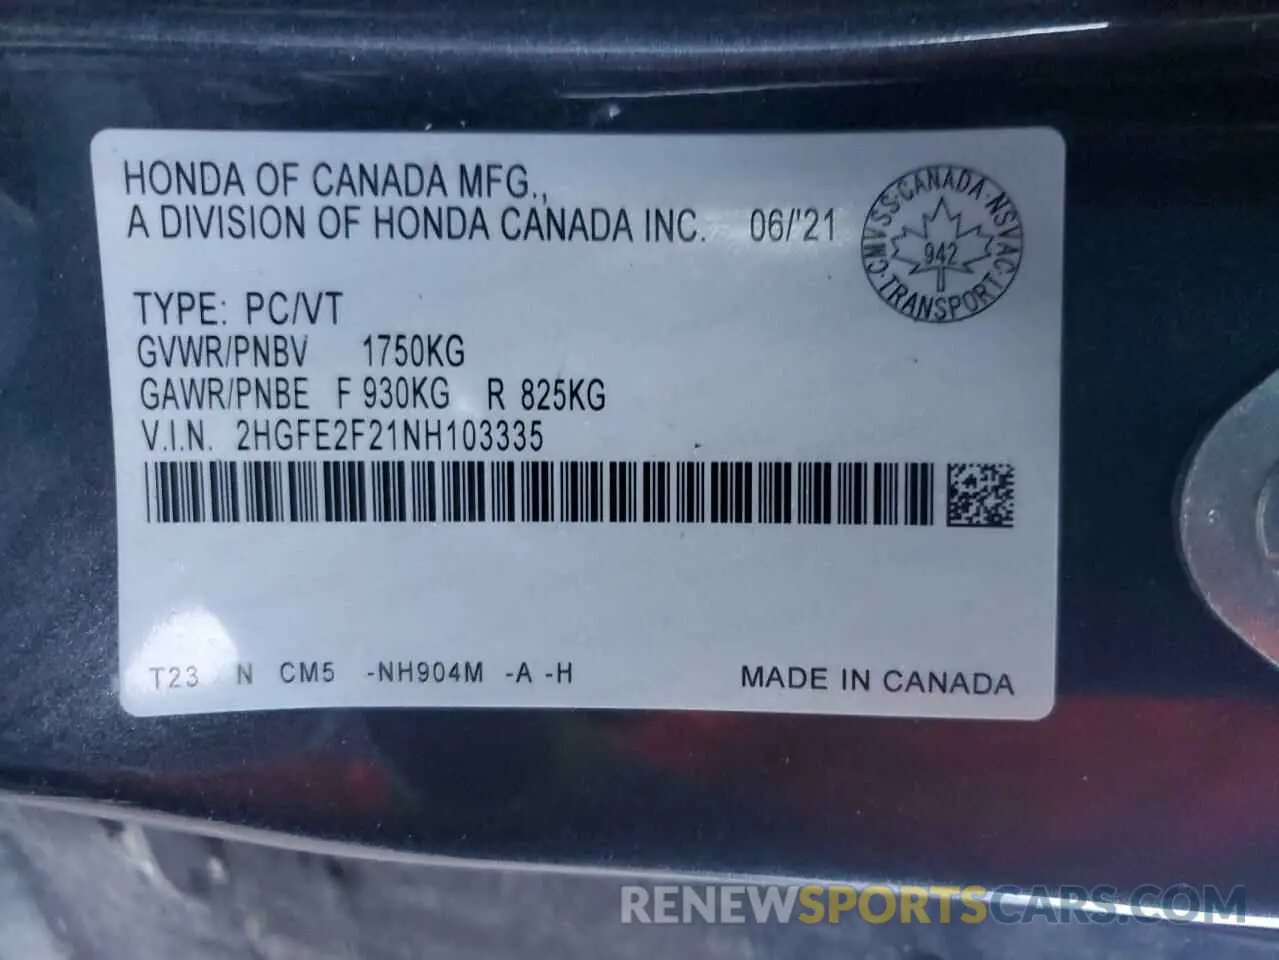 HONDA OF CANADA MFG.,
A DIVISION OF HONDA CANADA INC. 06/'21
CANADA · NSVAC · TRANSPORT · CMVSS ·
942
TYPE: PC/VT
GVWR/PNBV 1750KG
GAWR/PNBE F 930KG R 825KG
V.I.N. 2HGFE2F21NH103335
T23 N CM5 -NH904M -A -H MADE IN CANADA
RENEWSPORTSCARS.COM